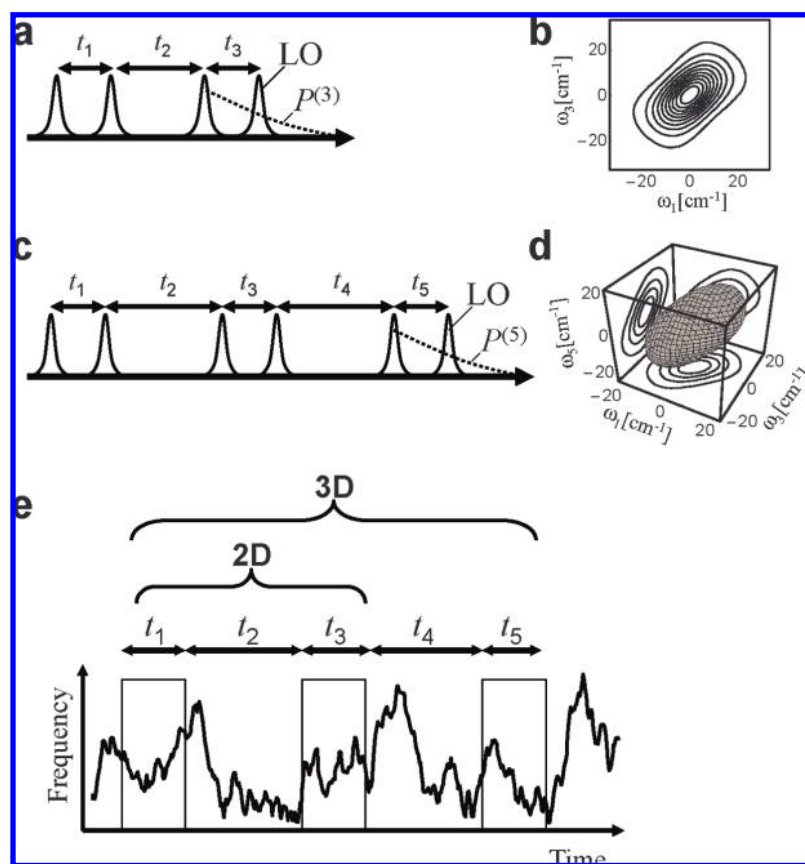 a
t₁ t₂ t₃
LO
P⁽³⁾
b
20
0
−20
ω₃[cm⁻¹]
−20 0 20
ω₁[cm⁻¹]
c
t₁ t₂ t₃ t₄ t₅
LO
P⁽⁵⁾
d
20
0
−20
ω₅[cm⁻¹]
−20
0
20
ω₁[cm⁻¹]
−20
0
20
ω₃[cm⁻¹]
e
3D
2D
t₁ t₂ t₃ t₄ t₅
Frequency
Time